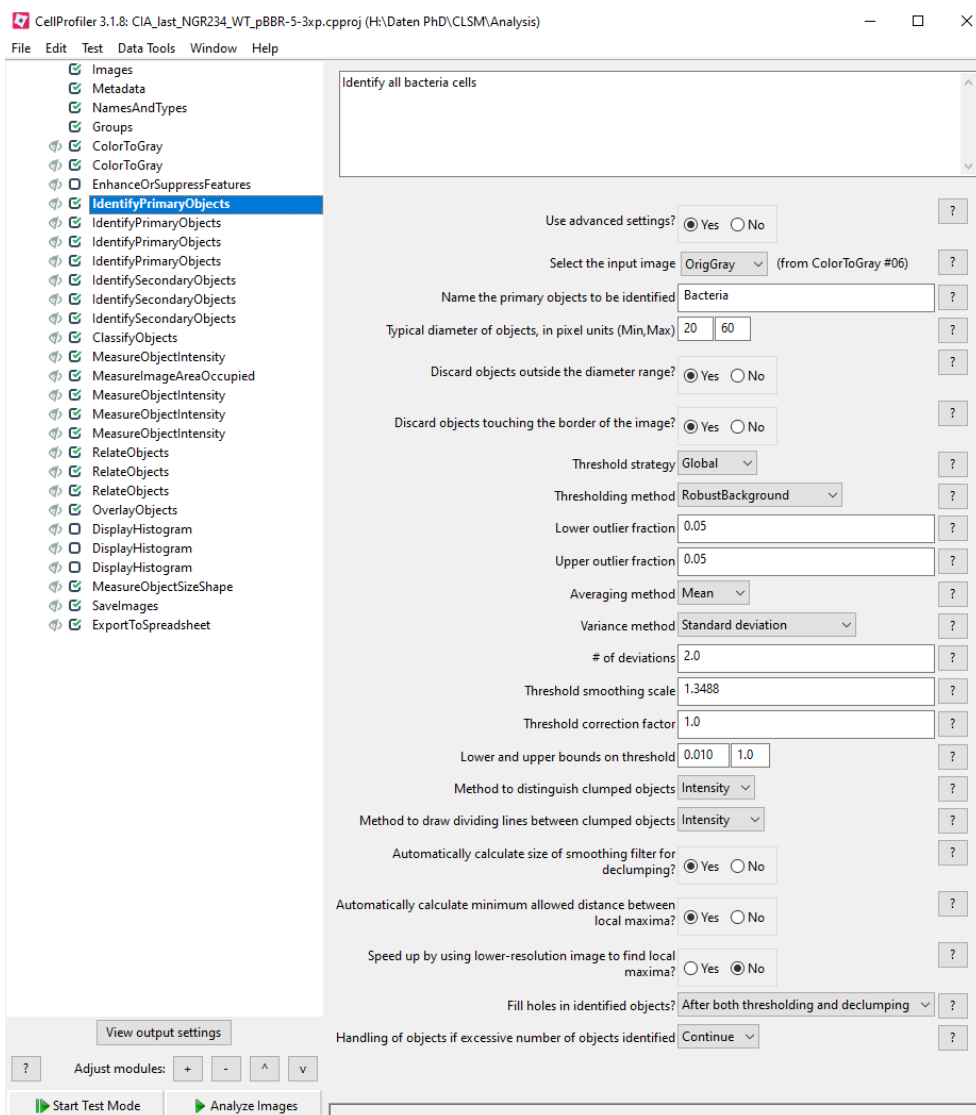 CellProfiler 3.1.8: CIA_last_NGR234_WT_pBBR-5-3xp.cpproj (H:\Daten PhD\CLSM\Analysis)
File Edit Test Data Tools Window Help
Images
Metadata
NamesAndTypes
Groups
ColorToGray
ColorToGray
EnhanceOrSuppressFeatures
IdentifyPrimaryObjects
IdentifyPrimaryObjects
IdentifyPrimaryObjects
IdentifyPrimaryObjects
IdentifySecondaryObjects
IdentifySecondaryObjects
IdentifySecondaryObjects
ClassifyObjects
MeasureObjectIntensity
MeasureImageAreaOccupied
MeasureObjectIntensity
MeasureObjectIntensity
MeasureObjectIntensity
RelateObjects
RelateObjects
RelateObjects
OverlayObjects
DisplayHistogram
DisplayHistogram
DisplayHistogram
MeasureObjectSizeShape
SaveImages
ExportToSpreadsheet
View output settings
? Adjust modules: + - ^ v
Start Test Mode Analyze Images
Identify all bacteria cells
Use advanced settings? Yes No ?
Select the input image OrigGray (from ColorToGray #06) ?
Name the primary objects to be identified Bacteria ?
Typical diameter of objects, in pixel units (Min,Max) 20 60 ?
Discard objects outside the diameter range? Yes No ?
Discard objects touching the border of the image? Yes No ?
Threshold strategy Global ?
Thresholding method RobustBackground ?
Lower outlier fraction 0.05 ?
Upper outlier fraction 0.05 ?
Averaging method Mean ?
Variance method Standard deviation ?
# of deviations 2.0 ?
Threshold smoothing scale 1.3488 ?
Threshold correction factor 1.0 ?
Lower and upper bounds on threshold 0.010 1.0 ?
Method to distinguish clumped objects Intensity ?
Method to draw dividing lines between clumped objects Intensity ?
Automatically calculate size of smoothing filter for
declumping? Yes No ?
Automatically calculate minimum allowed distance between
local maxima? Yes No ?
Speed up by using lower-resolution image to find local
maxima? Yes No ?
Fill holes in identified objects? After both thresholding and declumping ?
Handling of objects if excessive number of objects identified Continue ?